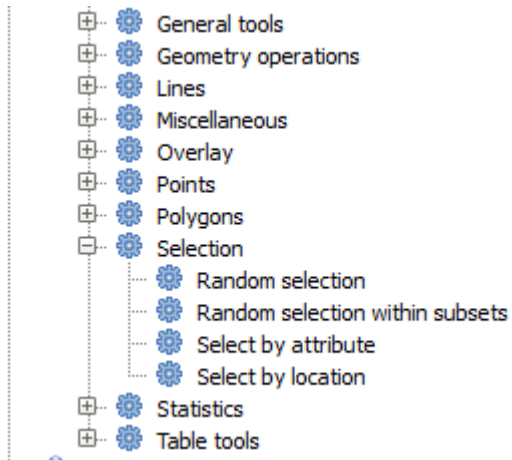 General tools
Geometry operations
Lines
Miscellaneous
Overlay
Points
Polygons
Selection
Random selection
Random selection within subsets
Select by attribute
Select by location
Statistics
Table tools